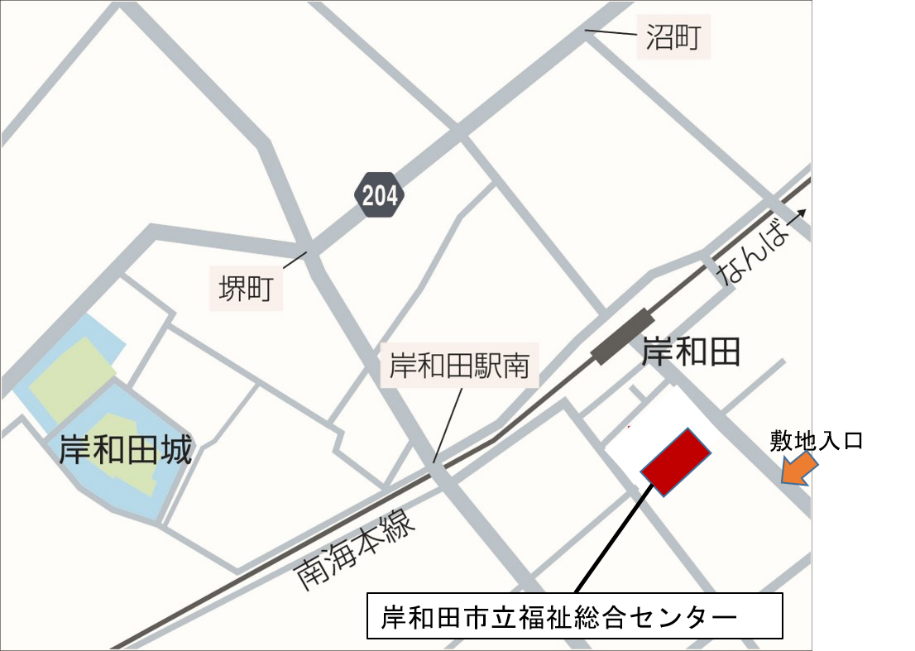 沼町
204
なんば
堺町
岸和田
岸和田駅南
敷地入口
岸和田城
南海本線
岸和田市立福祉総合センター